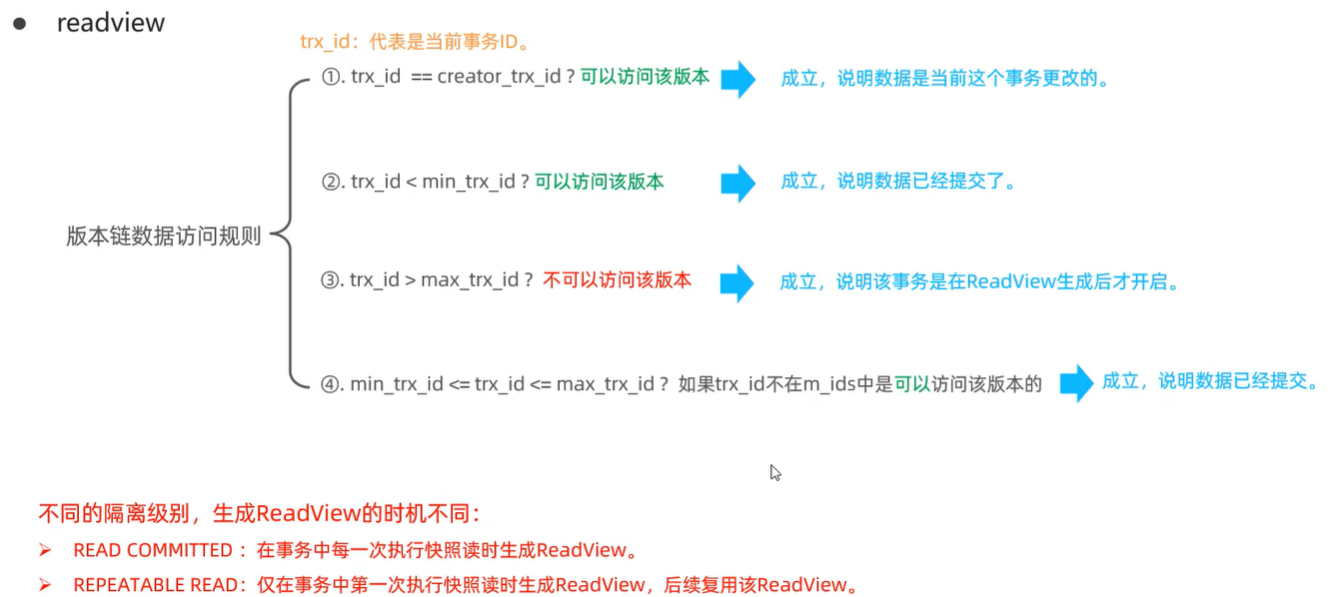 ● readview
trx_id：代表是当前事务ID。
①. trx_id == creator_trx_id ? 可以访问该版本 成立，说明数据是当前这个事务更改的。
②. trx_id < min_trx_id ? 可以访问该版本 成立，说明数据已经提交了。
版本链数据访问规则
③. trx_id > max_trx_id ? 不可以访问该版本 成立，说明该事务是在ReadView生成后才开启。
④. min_trx_id <= trx_id <= max_trx_id ? 如果trx_id不在m_ids中是可以访问该版本的 成立，说明数据已经提交。
不同的隔离级别，生成ReadView的时机不同：
➢ READ COMMITTED ：在事务中每一次执行快照读时生成ReadView。
➢ REPEATABLE READ：仅在事务中第一次执行快照读时生成ReadView，后续复用该ReadView。